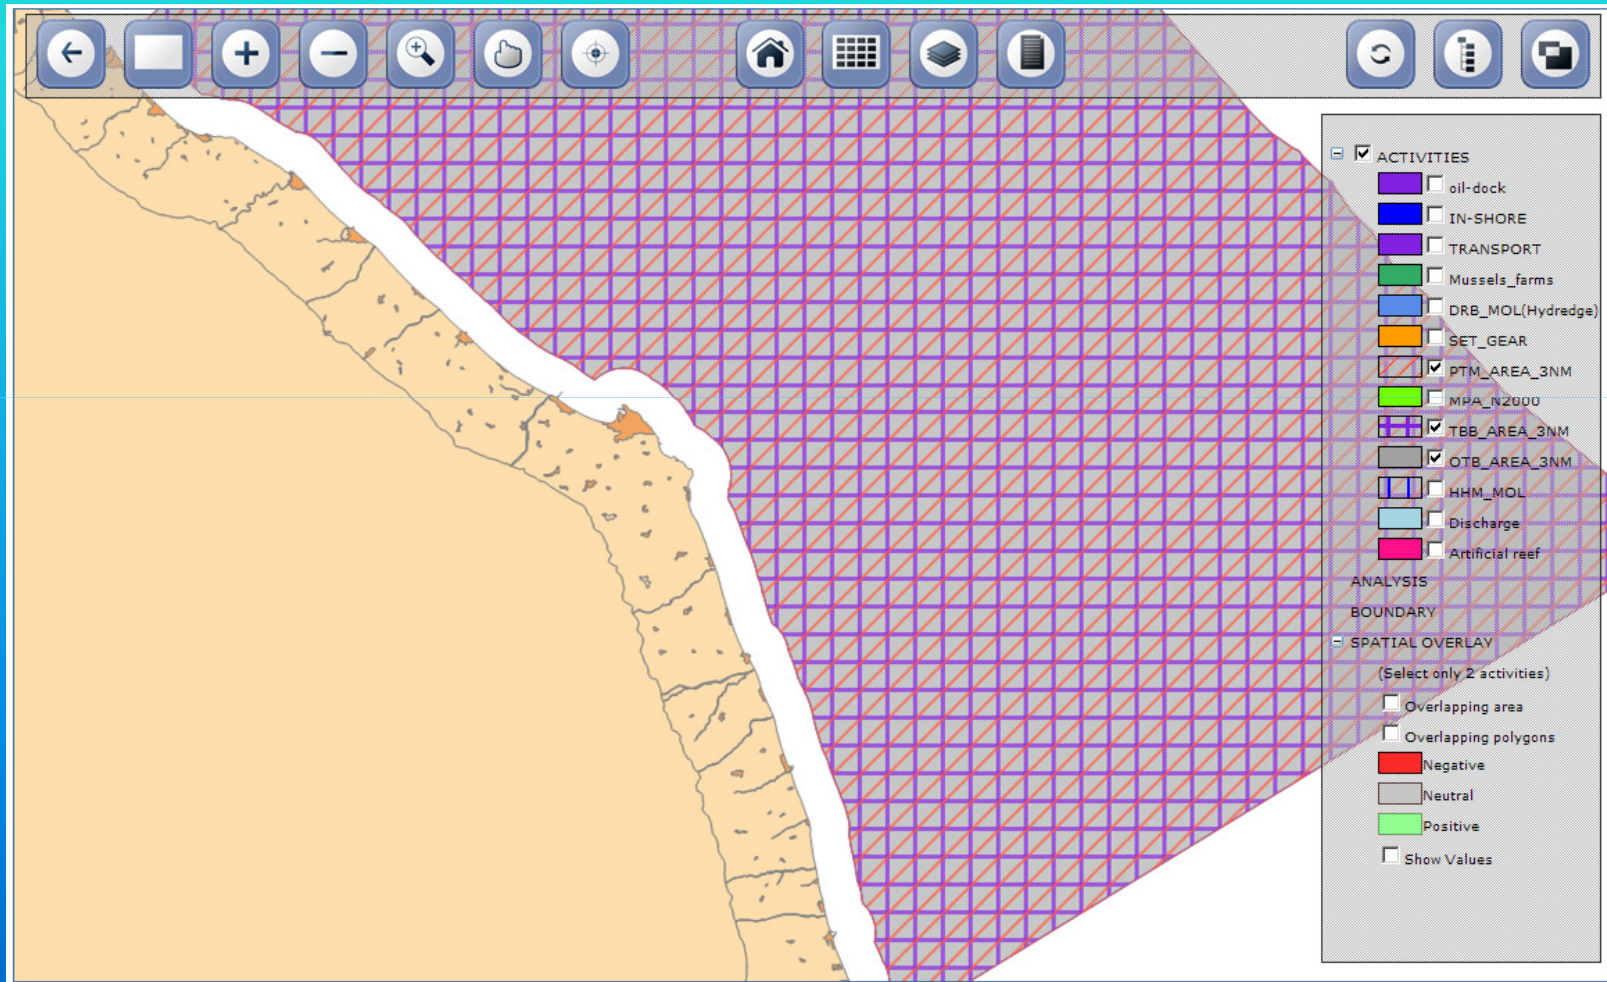 ACTIVITIES
oil-dock
IN-SHORE
TRANSPORT
Mussels_farms
DRB_MOL(Hydredge)
SET_GEAR
PTM_AREA_3NM
MPA_N2000
TBB_AREA_3NM
OTB_AREA_3NM
HHM_MOL
Discharge
Artificial reef
ANALYSIS
BOUNDARY
SPATIAL OVERLAY
(Select only 2 activities)
Overlapping area
Overlapping polygons
Negative
Neutral
Positive
Show Values